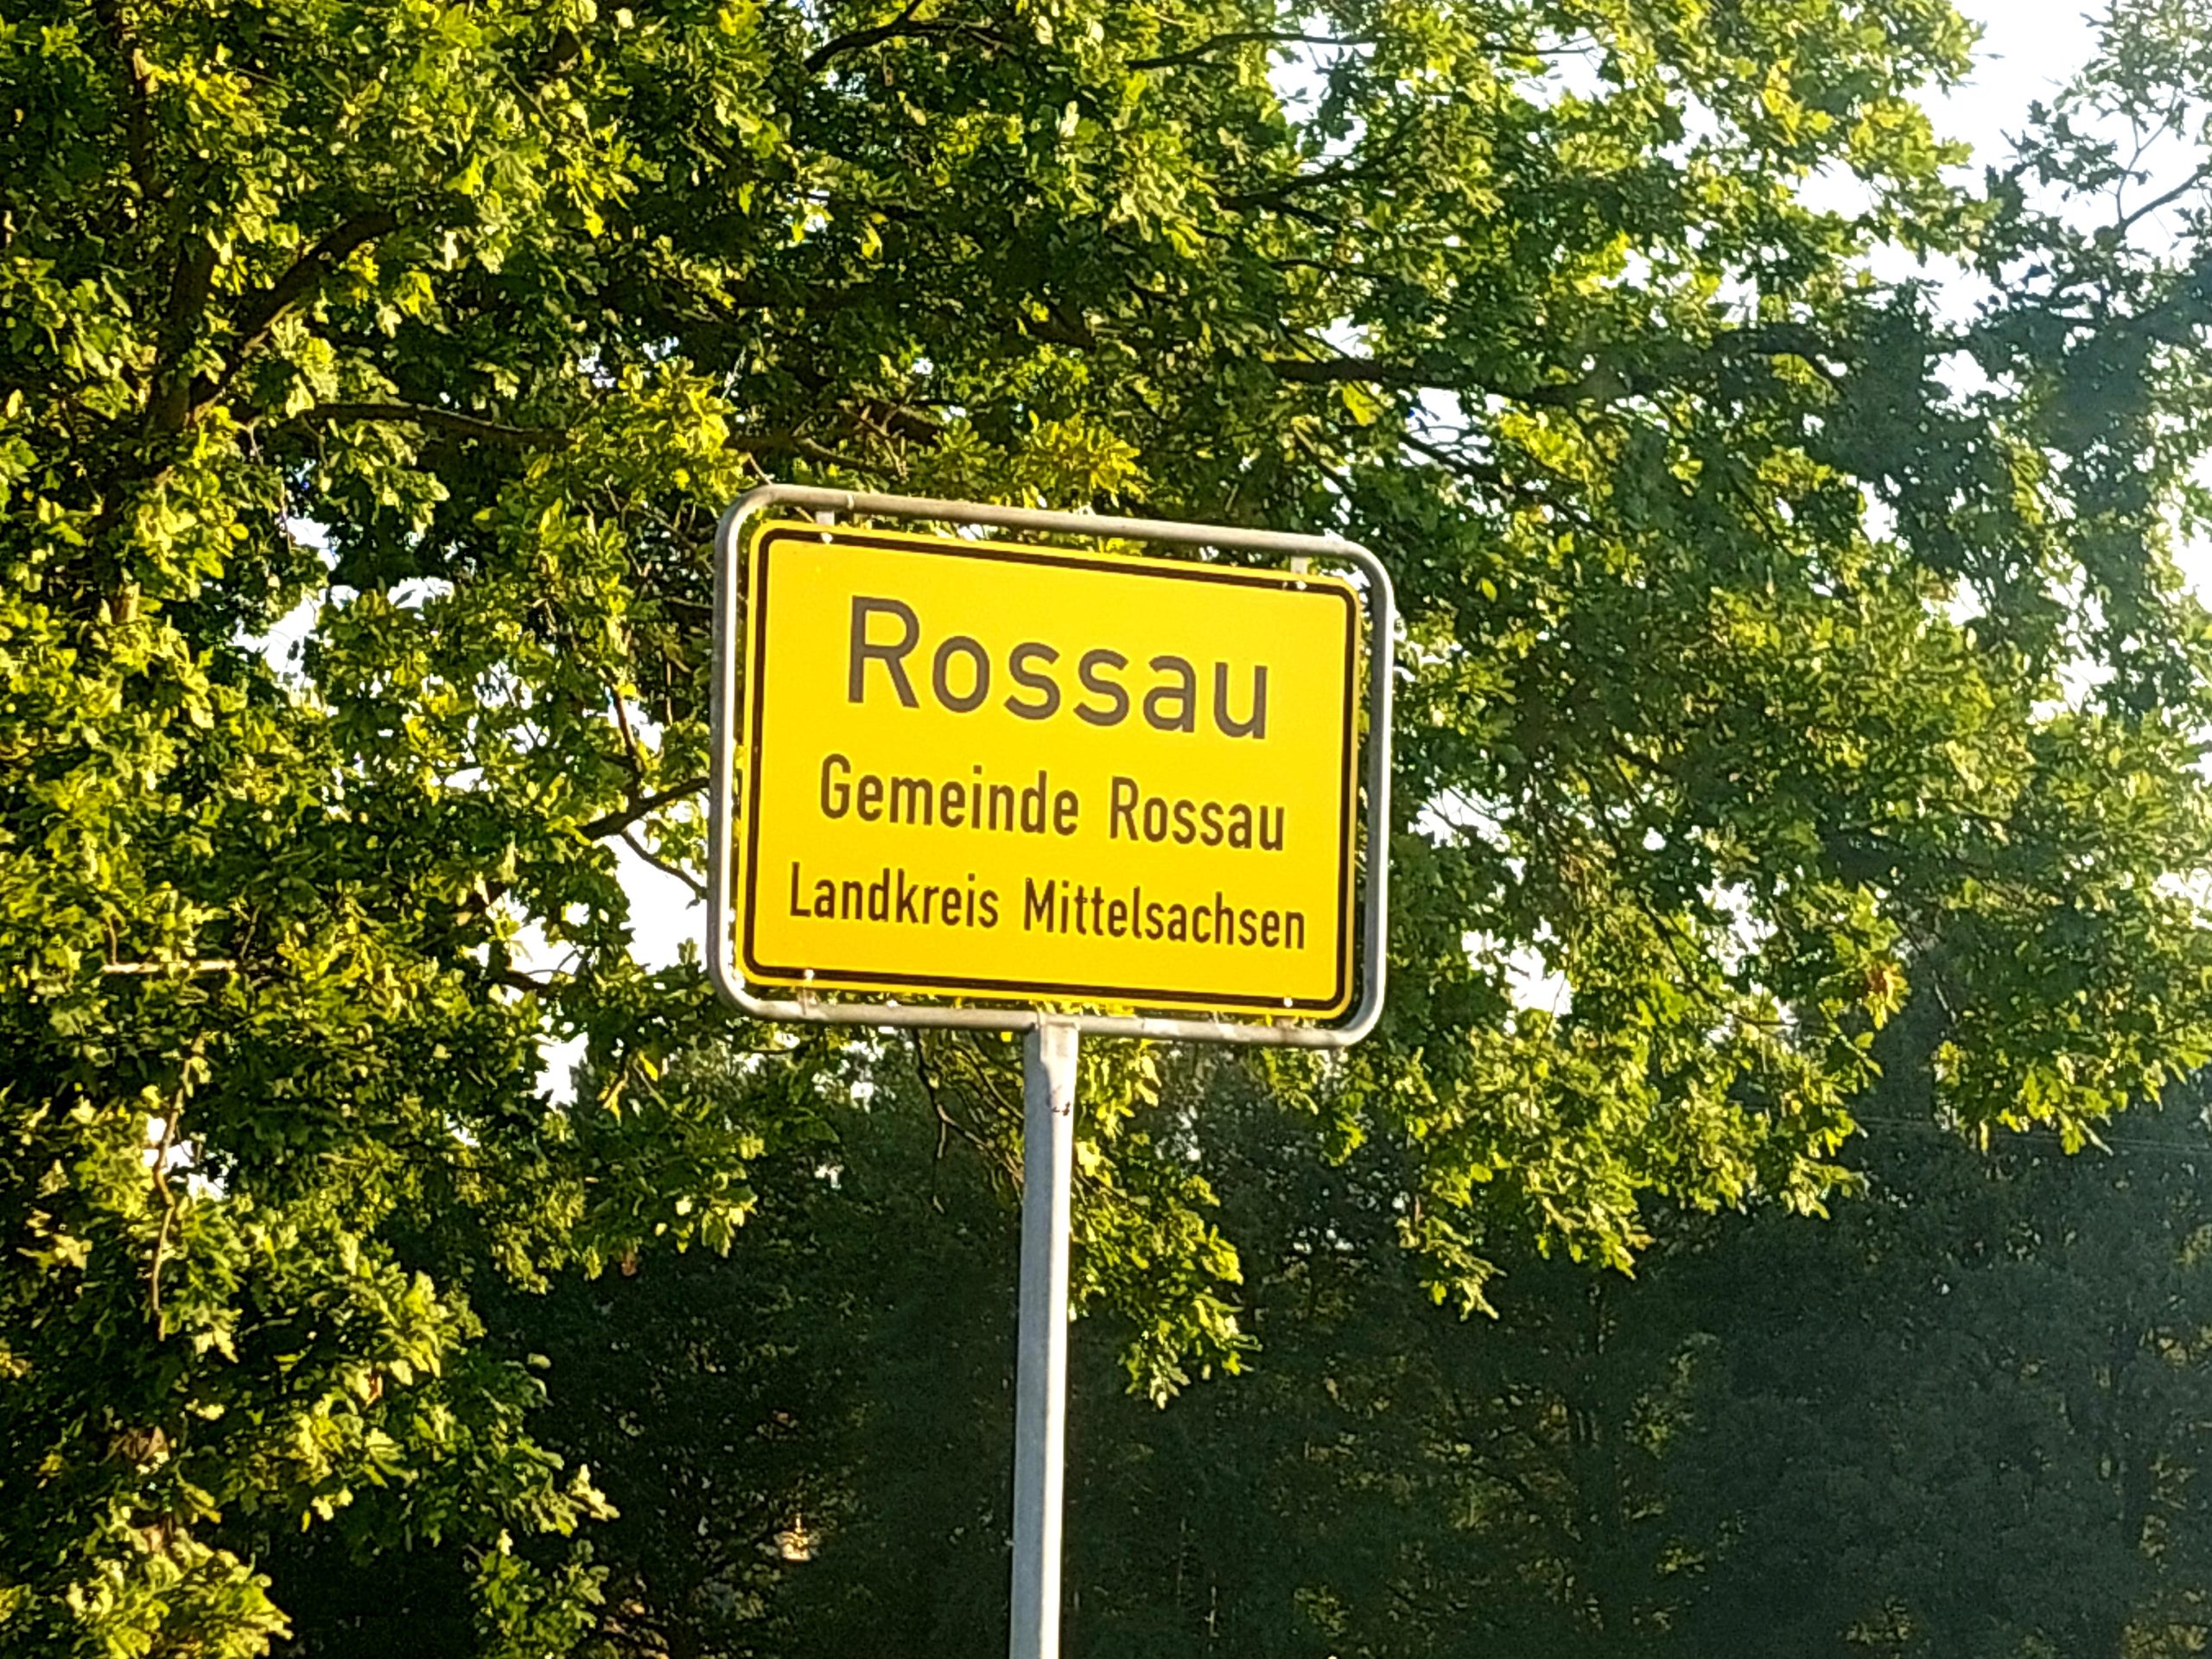 Rossau
Gemeinde Rossau
Landkreis Mittelsachsen